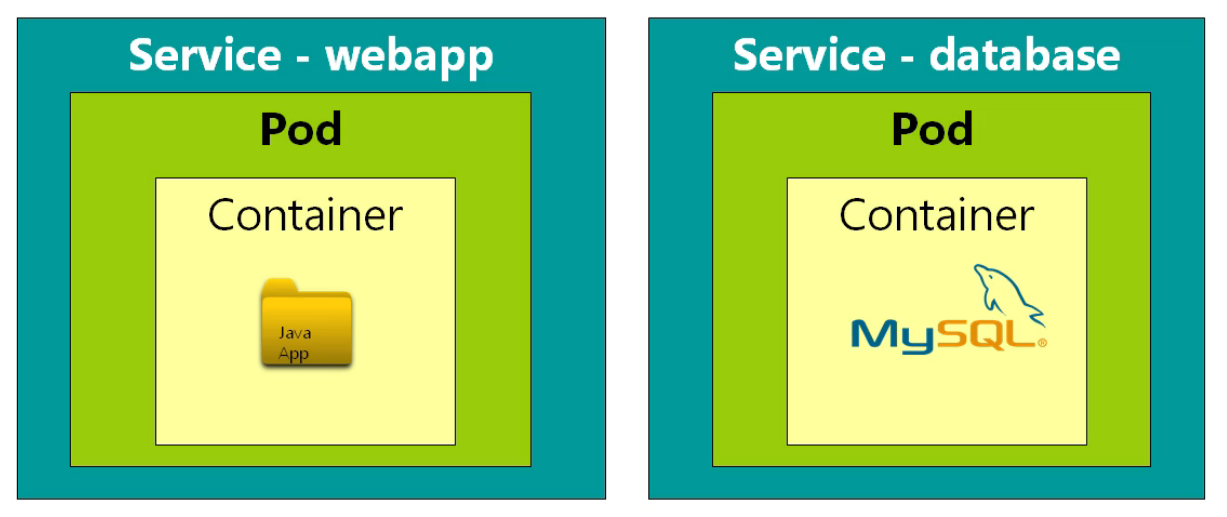 Service - webapp
Pod
Container
Java
App
Service - database
Pod
Container
MySQL®